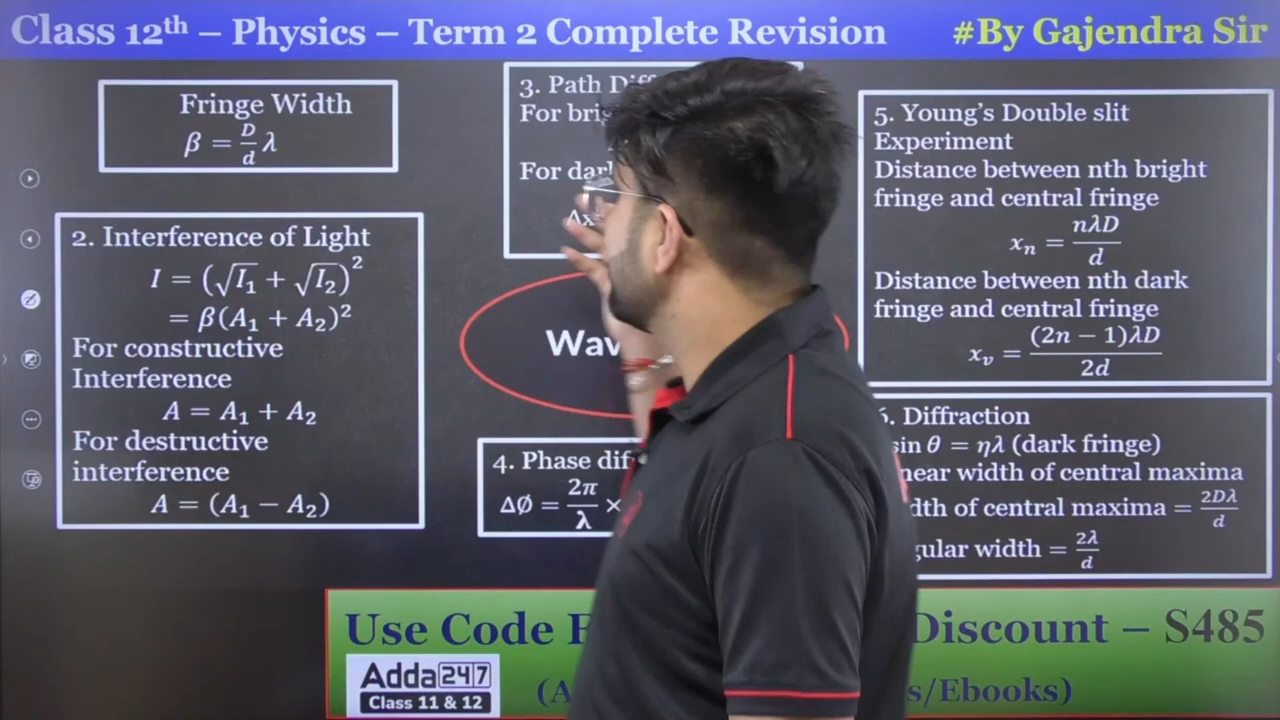 Class 12th – Physics – Term 2 Complete Revision #By Gajendra Sir
Fringe Width
β = D/d λ
2. Interference of Light
I = (√I₁ + √I₂)²
= β(A₁ + A₂)²
For constructive
Interference
A = A₁ + A₂
For destructive
interference
A = (A₁ − A₂)
3. Path Diff
For brig
For dar
Δx=
Wav
4. Phase dif
ΔØ = 2π/λ ×
5. Young's Double slit
Experiment
Distance between nth bright
fringe and central fringe
xₙ = nλD/d
Distance between nth dark
fringe and central fringe
xᵥ = (2n − 1)λD/2d
6. Diffraction
sin θ = ηλ (dark fringe)
near width of central maxima
dth of central maxima = 2Dλ/d
gular width = 2λ/d
Use Code Discount – S485
Adda247
Class 11 & 12
s/Ebooks)